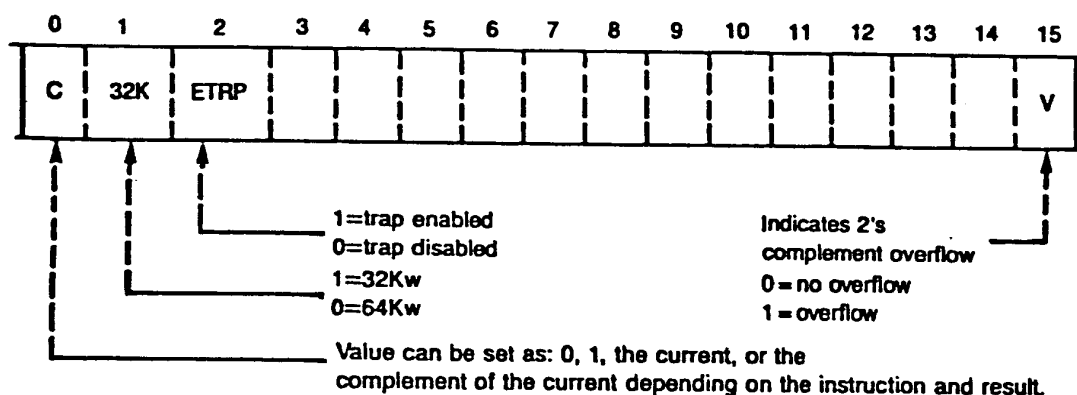 0 1 2 3 4 5 6 7 8 9 10 11 12 13 14 15
C 32K ETRP V
1=trap enabled
0=trap disabled
1=32Kw
0=64Kw
Indicates 2's
complement overflow
0 = no overflow
1 = overflow
Value can be set as: 0, 1, the current, or the
complement of the current depending on the instruction and result.